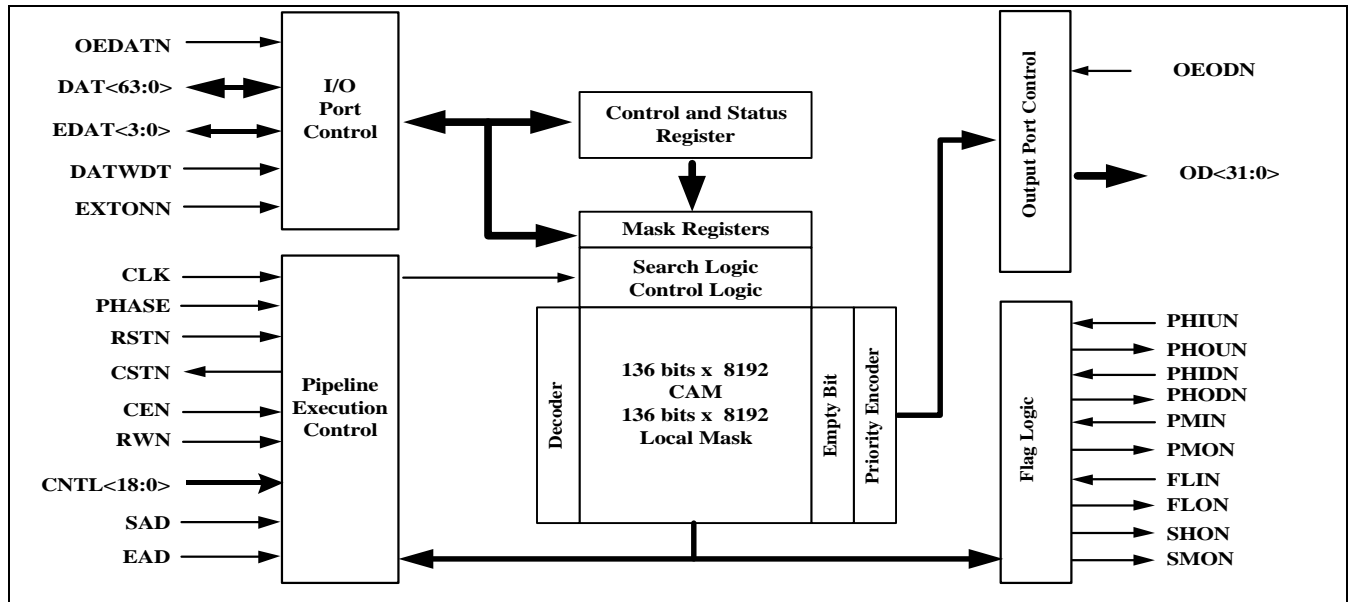 OEDATN
DAT<63:0>
EDAT<3:0>
DATWDT
EXTONN
I/O
Port
Control
CLK
PHASE
RSTN
CSTN
CEN
RWN
CNTL<18:0>
SAD
EAD
Pipeline
Execution
Control
Control and Status
Register
Mask Registers
Search Logic
Control Logic
Decoder
136 bits x 8192
CAM
136 bits x 8192
Local Mask
Empty Bit
Priority Encoder
Output Port Control
OEODN
OD<31:0>
Flag Logic
PHIUN
PHOUN
PHIDN
PHODN
PMIN
PMON
FLIN
FLON
SHON
SMON